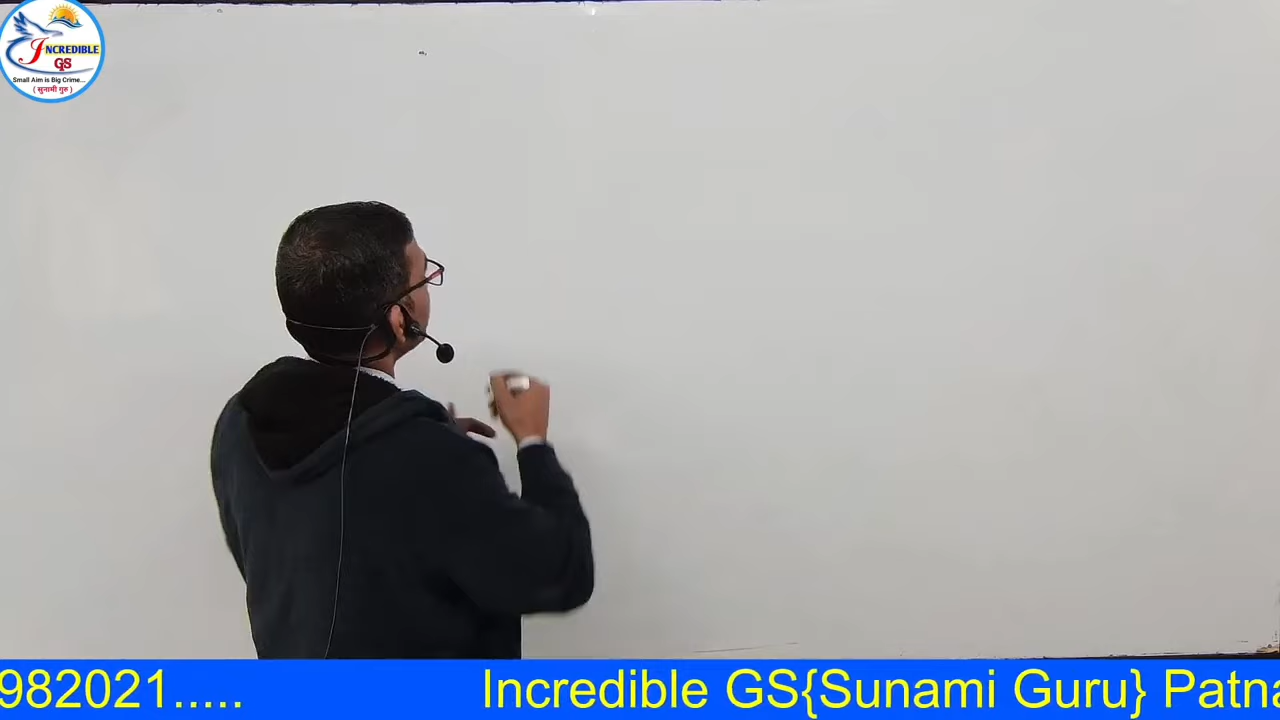 INCREDIBLE
GS
Small Aim is Big Crime...
( सुनामी गुरु )
982021..... Incredible GS{Sunami Guru} Patna